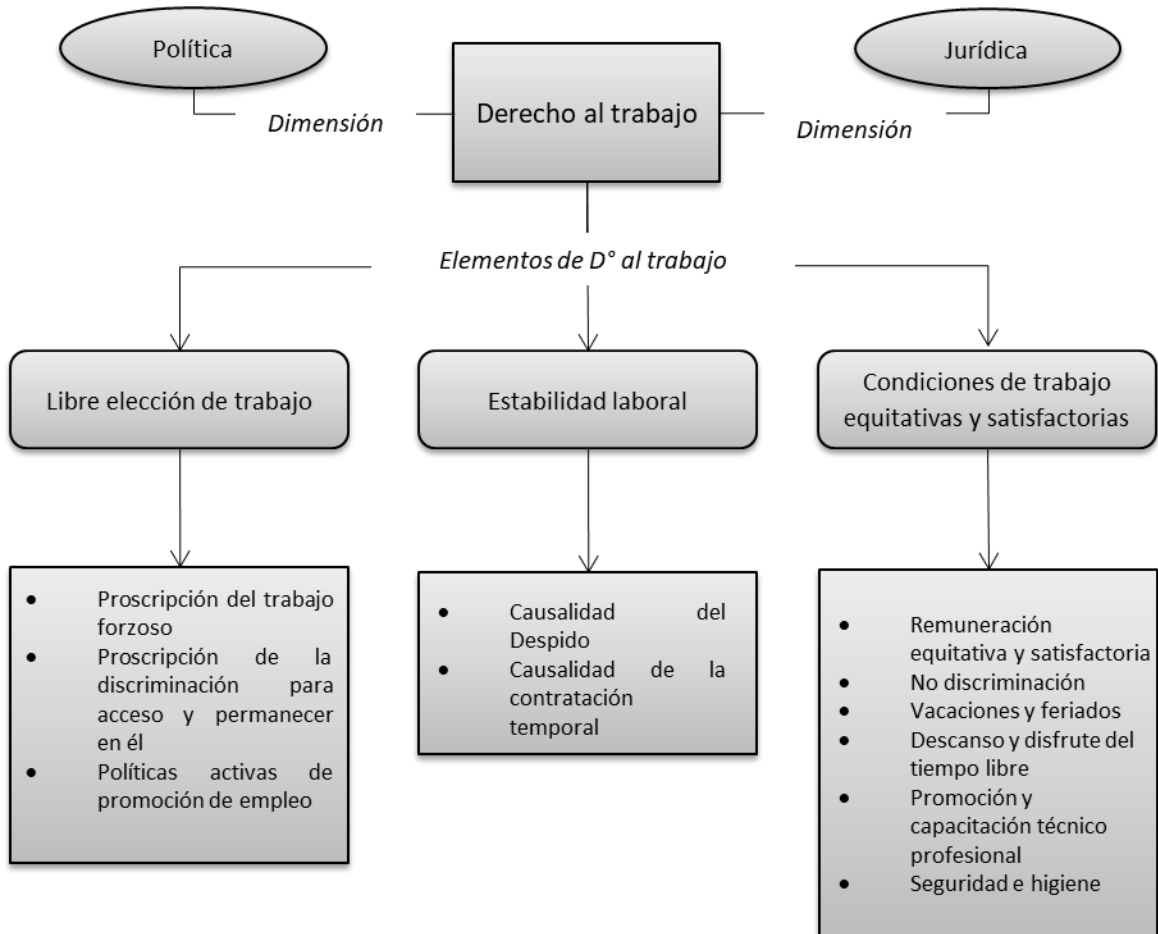 Política
Derecho al trabajo
Jurídica
Dimensión
Dimensión
Elementos de D° al trabajo
Libre elección de trabajo
Estabilidad laboral
Condiciones de trabajo
equitativas y satisfactorias
• Proscripción del trabajo
forzoso
• Proscripción de la
discriminación para
acceso y permanecer
en él
• Políticas activas de
promoción de empleo
• Causalidad del
Despido
• Causalidad de la
contratación
temporal
• Remuneración
equitativa y satisfactoria
• No discriminación
• Vacaciones y feriados
• Descanso y disfrute del
tiempo libre
• Promoción y
capacitación técnico
profesional
• Seguridad e higiene